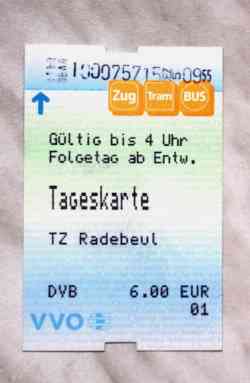 Zug Tram BUS
Gültig bis 4 Uhr
Folgetag ab Entw.
Tageskarte
TZ Radebeul
DVB 6.00 EUR
01
VVO